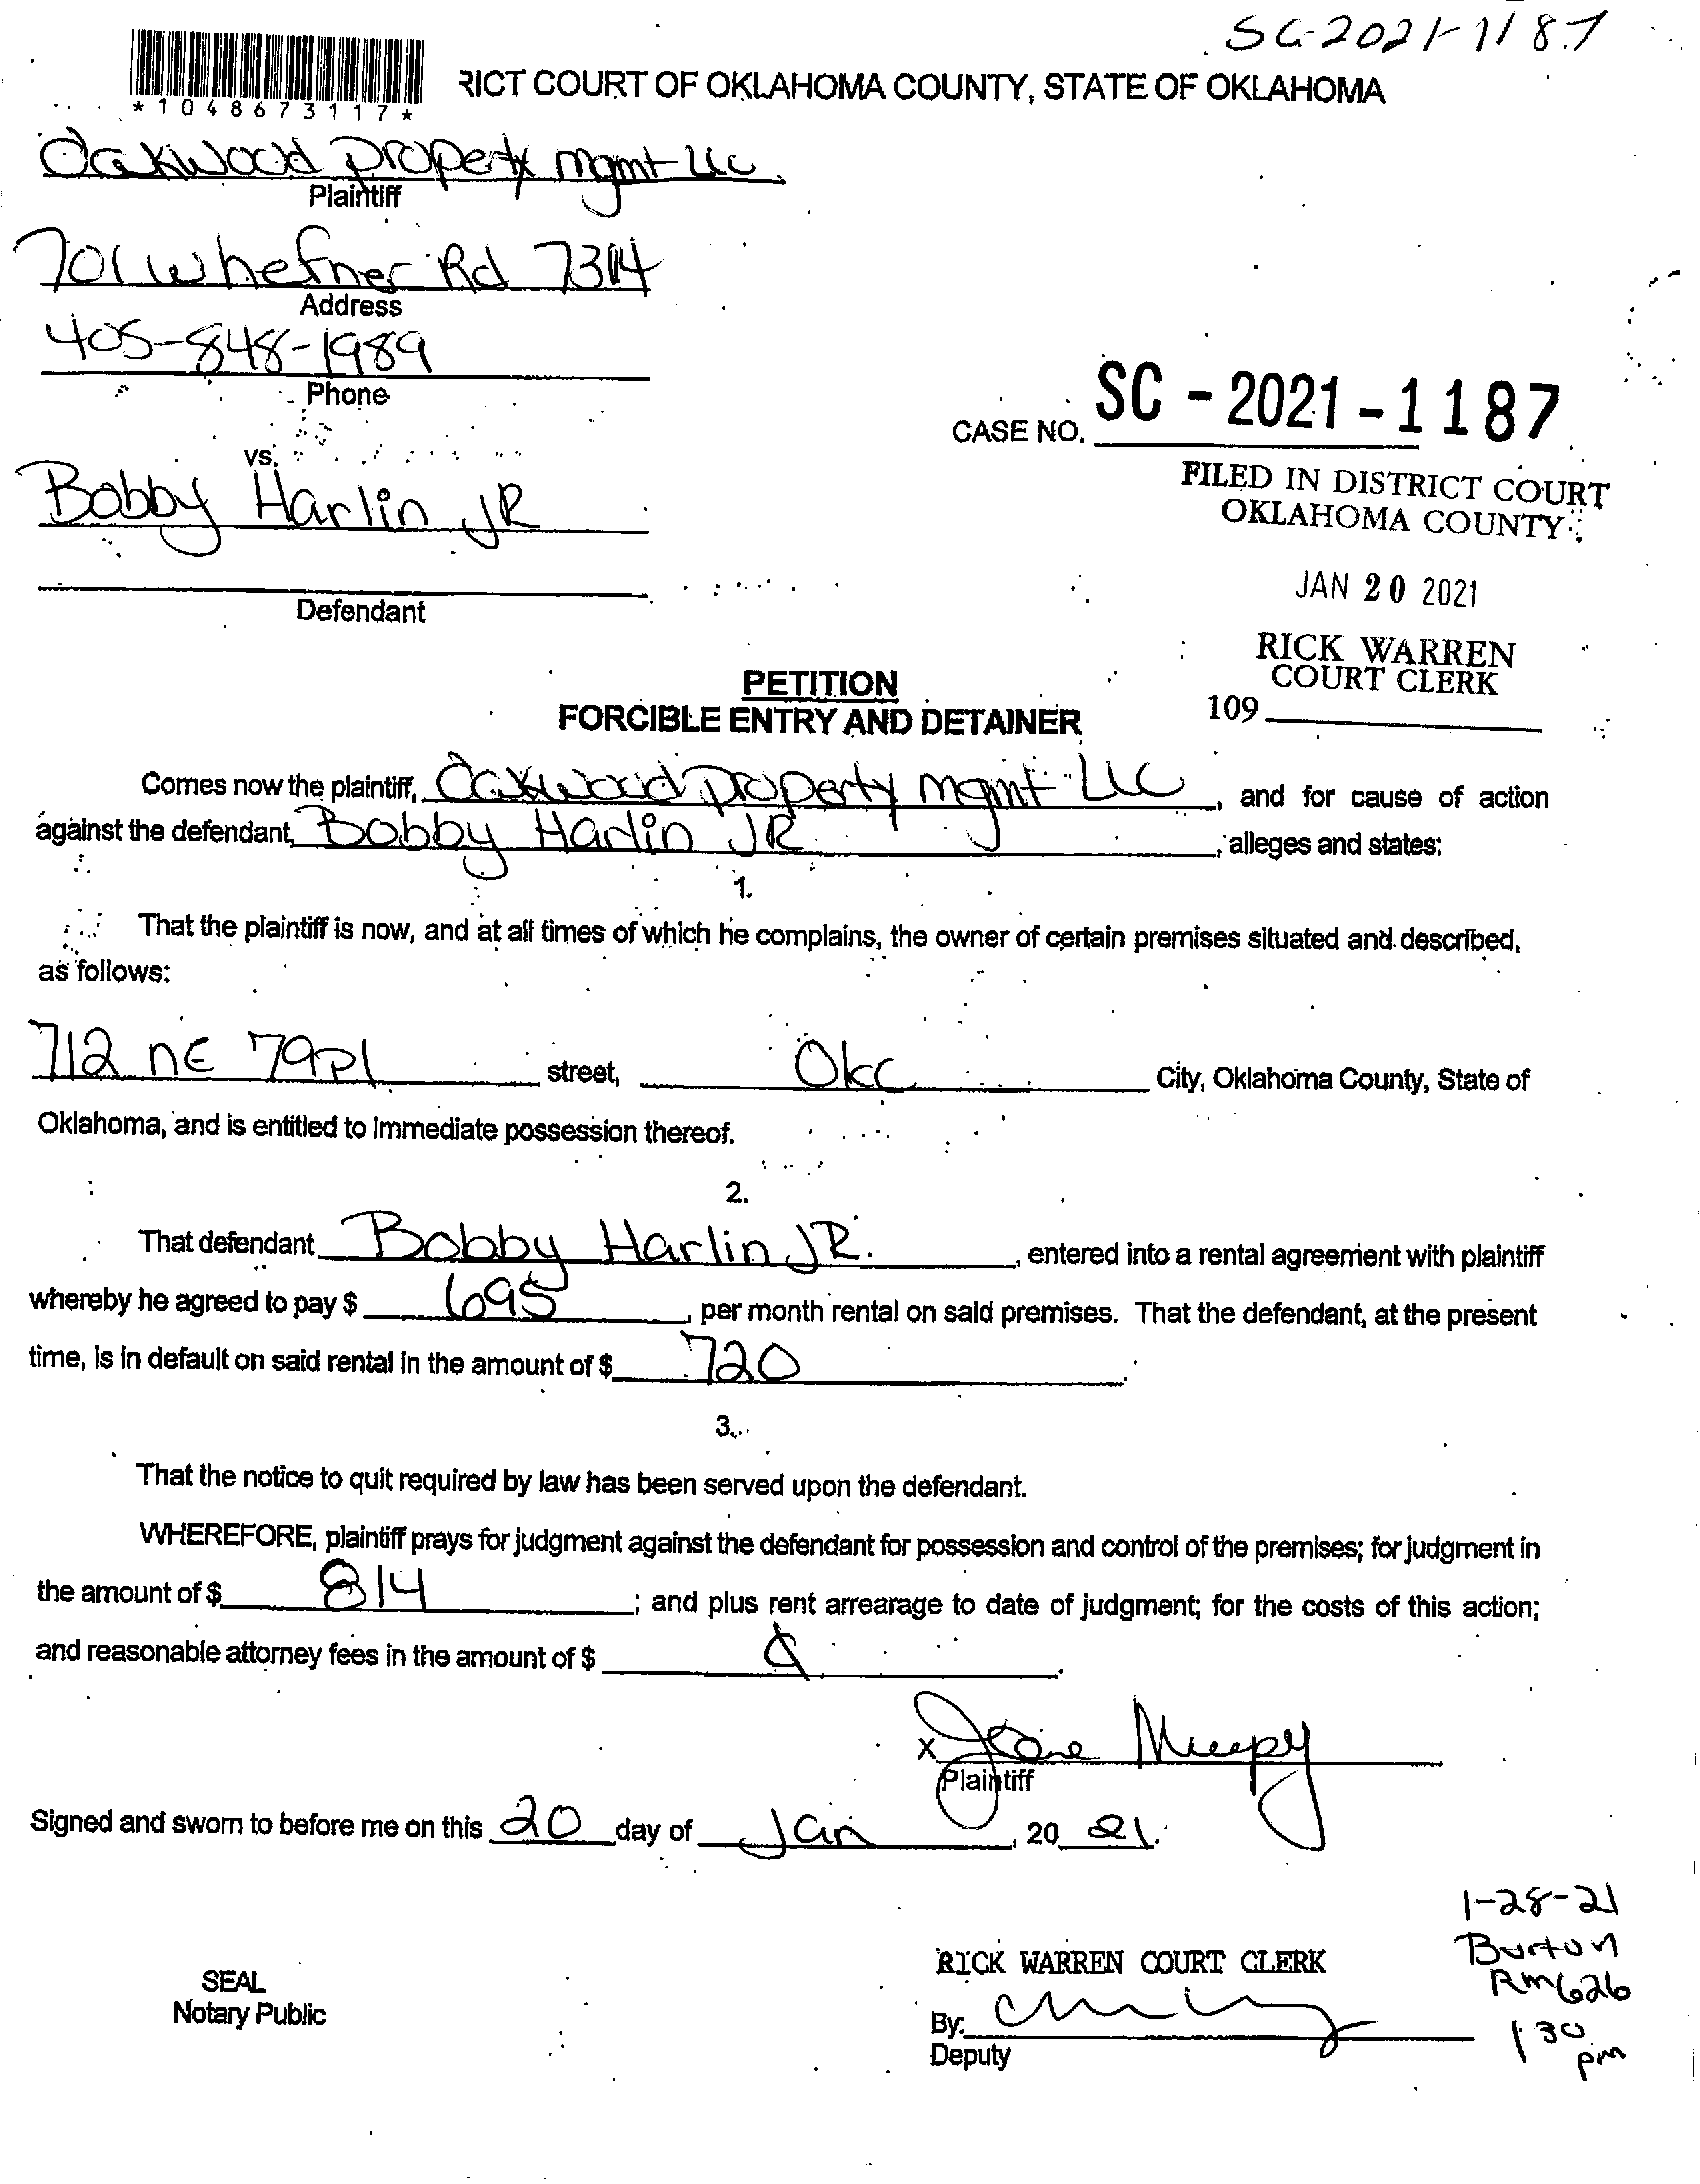 SC-2021-1187
*1048673117*
RICT COURT OF OKLAHOMA COUNTY, STATE OF OKLAHOMA
Oakwood Property mgmt LLC
Plaintiff
701 W hefner Rd 73114
Address
405-848-1989
Phone
CASE NO. SC - 2021 - 1187
vs.
Bobby Harlin JR
FILED IN DISTRICT COURT
OKLAHOMA COUNTY
JAN 20 2021
Defendant
RICK WARREN
COURT CLERK
109
PETITION
FORCIBLE ENTRY AND DETAINER
Comes now the plaintiff, Oakwood Property mgmt LLC, and for cause of action
against the defendant, Bobby Harlin JR, alleges and states:
1.
That the plaintiff is now, and at all times of which he complains, the owner of certain premises situated and described,
as follows:
712 NE 79Pl street, OKC City, Oklahoma County, State of
Oklahoma, and is entitled to immediate possession thereof.
2.
That defendant Bobby Harlin JR., entered into a rental agreement with plaintiff
whereby he agreed to pay $ 695, per month rental on said premises. That the defendant, at the present
time, is in default on said rental in the amount of $ 720.
3.
That the notice to quit required by law has been served upon the defendant.
WHEREFORE, plaintiff prays for judgment against the defendant for possession and control of the premises; for judgment in
the amount of $ 814; and plus rent arrearage to date of judgment; for the costs of this action;
and reasonable attorney fees in the amount of $
X
Plaintiff
Signed and sworn to before me on this 20 day of Jan, 20 21.
1-28-21
Burton
Rm 626
1:30
pm
RICK WARREN COURT CLERK
SEAL
Notary Public
By:
Deputy